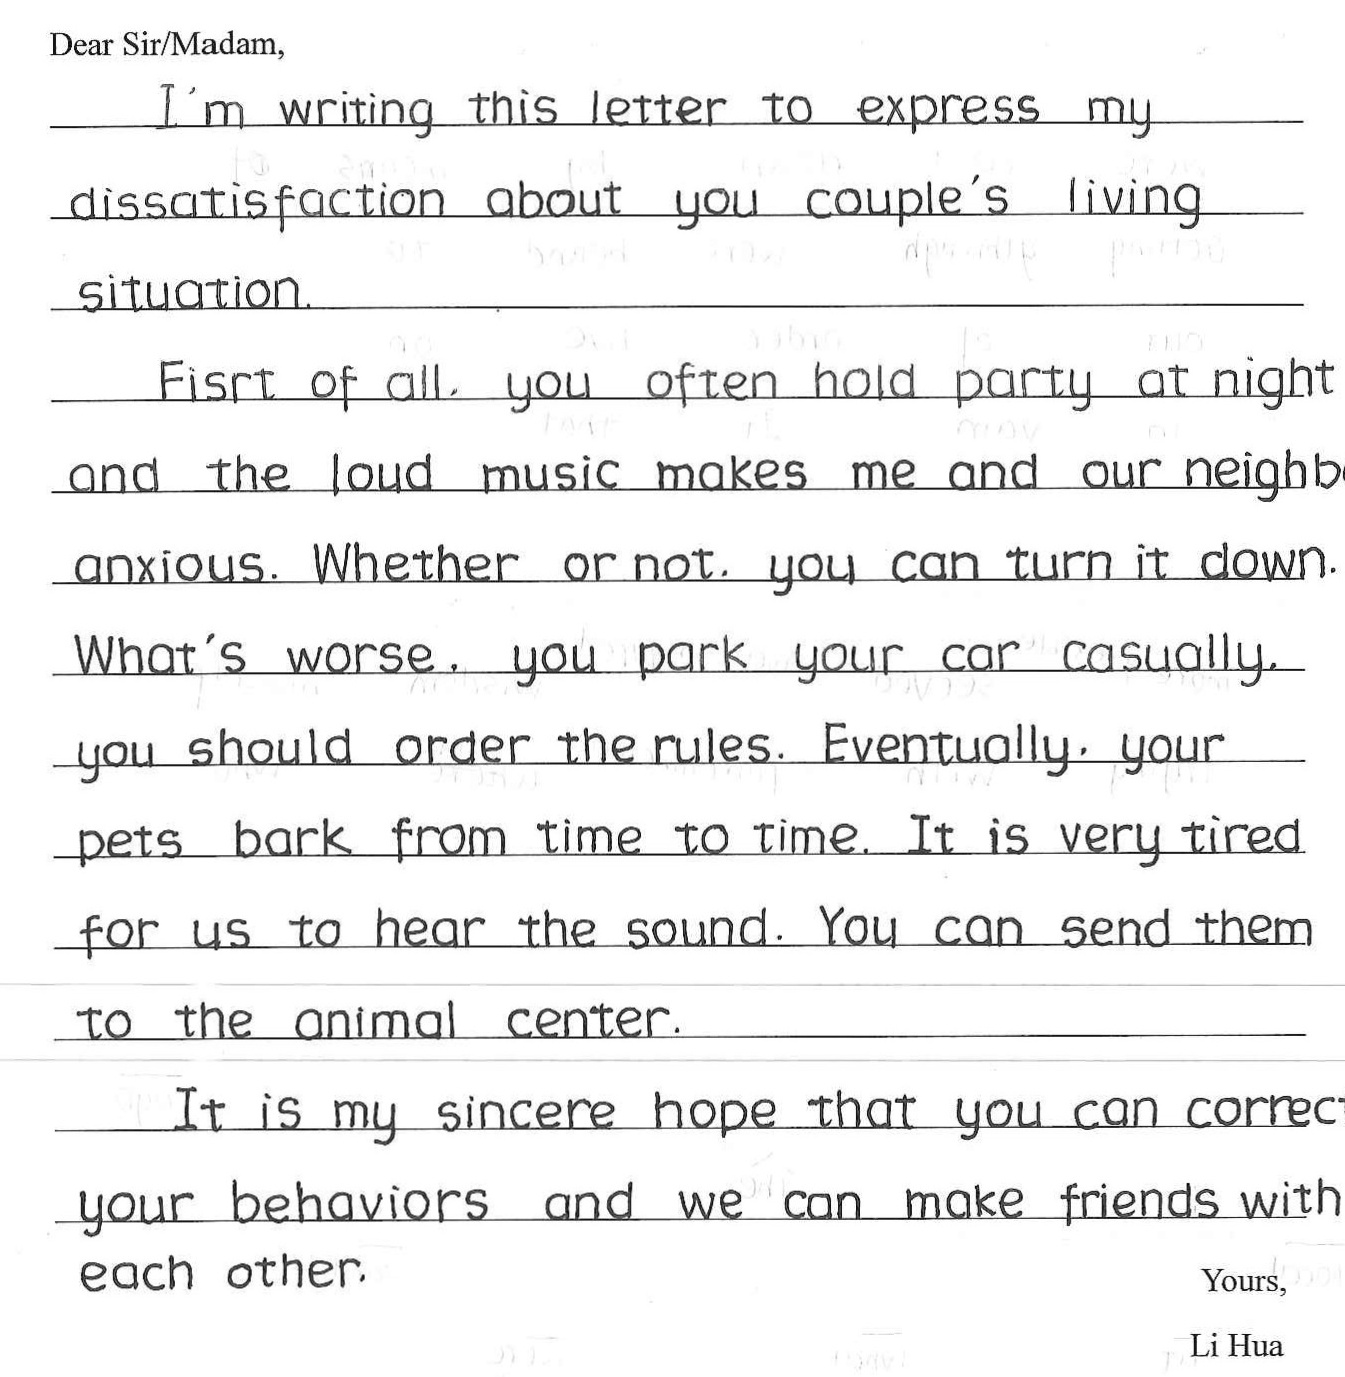 Dear Sir/Madam,
I'm writing this letter to express my
dissatisfaction about you couple's living
situation.
Fisrt of all, you often hold party at night
and the loud music makes me and our neighb
anxious. Whether or not, you can turn it down.
What's worse, you park your car casually,
you should order the rules. Eventually, your
pets bark from time to time. It is very tired
for us to hear the sound. You can send them
to the animal center.
It is my sincere hope that you can correct
your behaviors and we can make friends with
each other.
Yours,
Li Hua